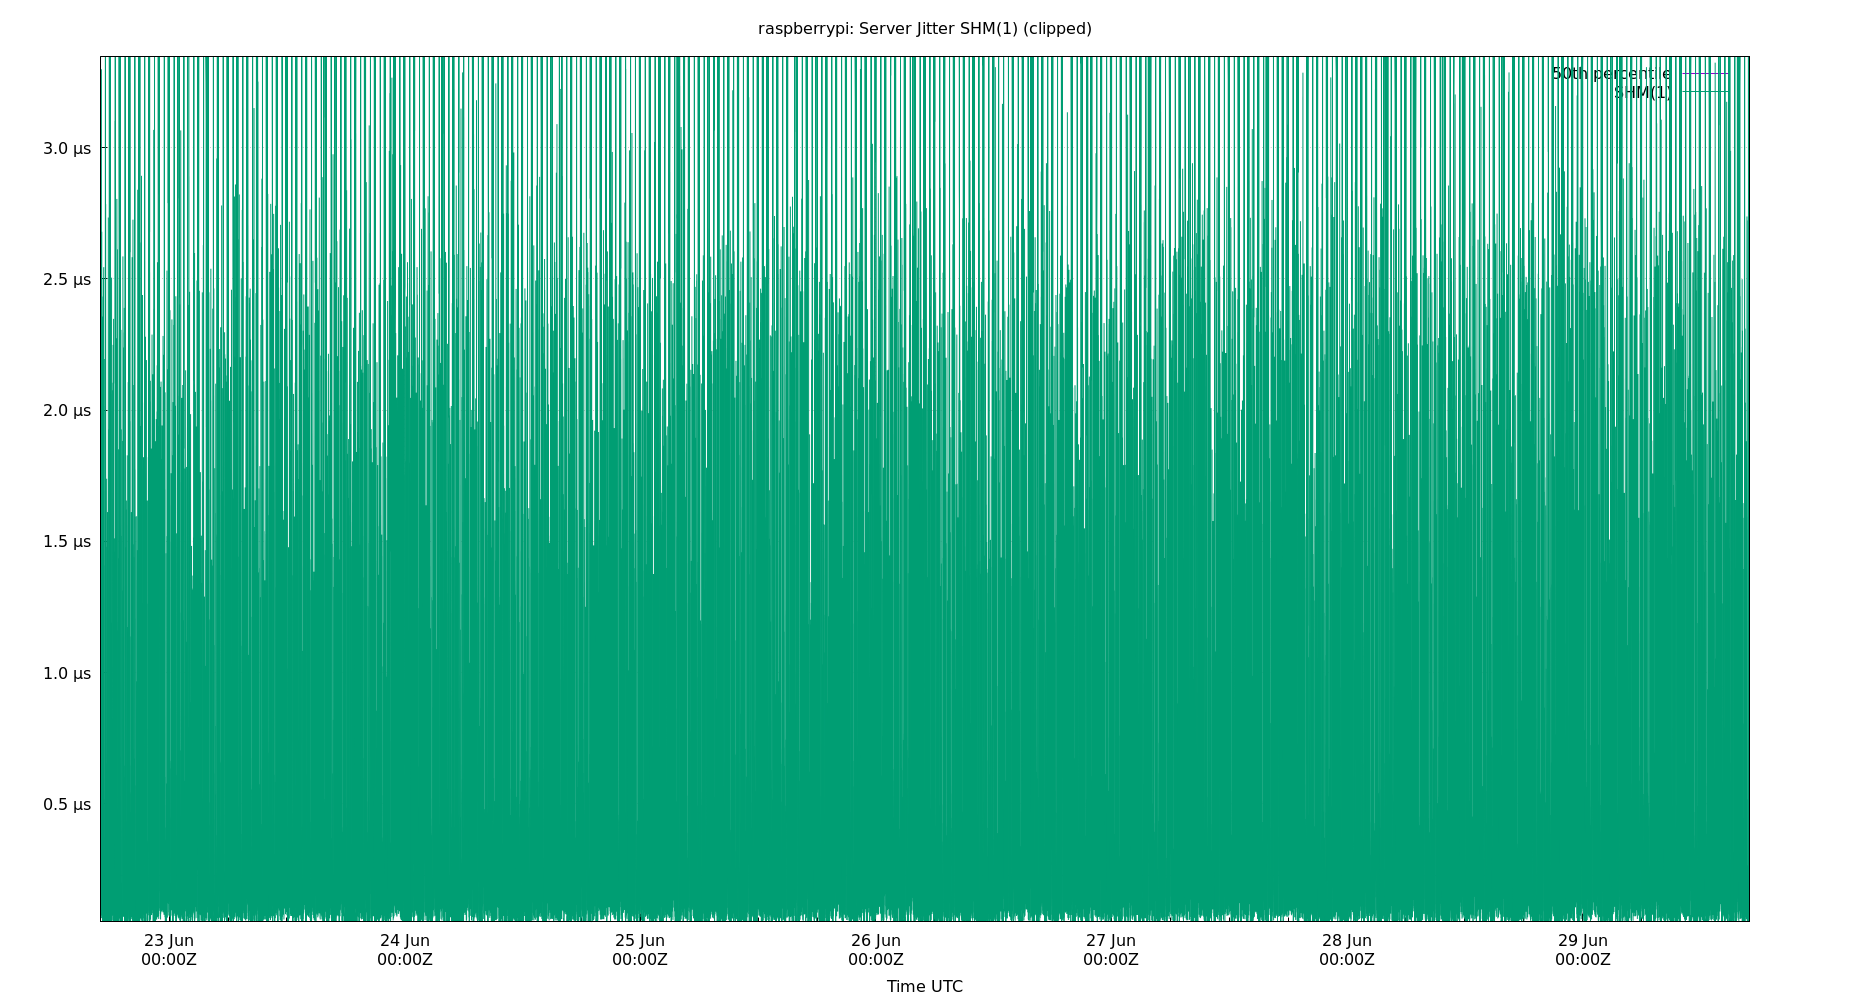 raspberrypi: Server Jitter SHM(1) (clipped)
50th percentile
SHM(1)
3.0 μs
2.5 μs
2.0 μs
1.5 μs
1.0 μs
0.5 μs
23 Jun 24 Jun 25 Jun 26 Jun 27 Jun 28 Jun 29 Jun
00:00Z 00:00Z 00:00Z 00:00Z 00:00Z 00:00Z 00:00Z
Time UTC